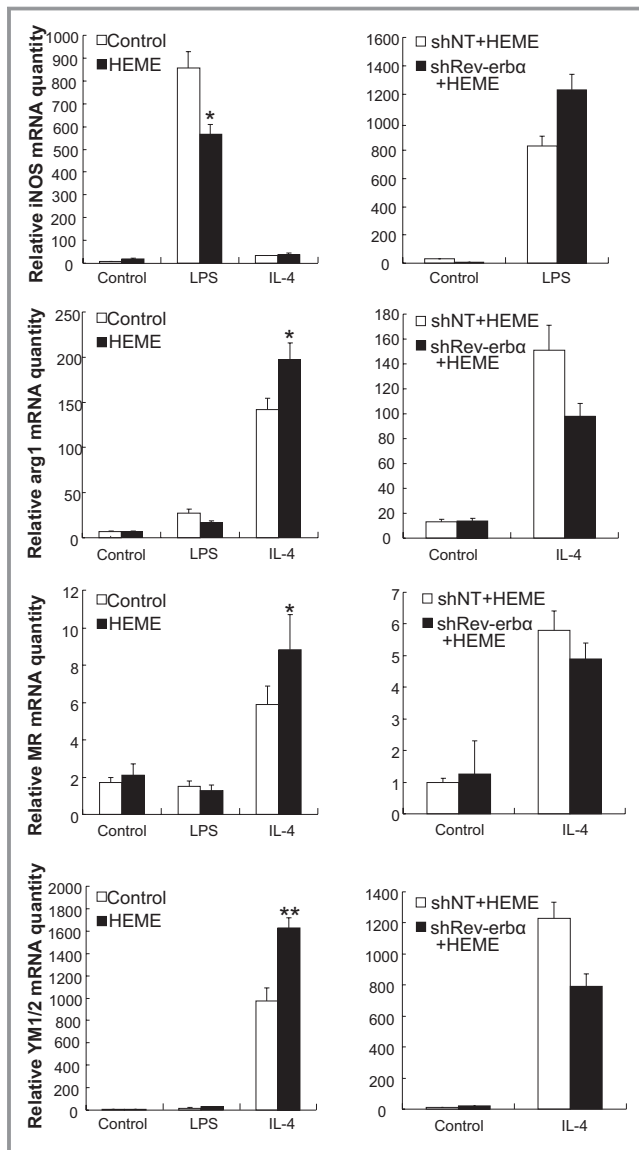 Relative iNOS mRNA quantity
1000
900
800
700
600
500
400
300
200
100
0
Control
HEME
*
Control LPS IL-4
1600
1400
1200
1000
800
600
400
200
0
shNT+HEME
shRev-erbα
+HEME
Control LPS
Relative arg1 mRNA quantity
250
200
150
100
50
0
Control
HEME
*
Control LPS IL-4
180
160
140
120
100
80
60
40
20
0
shNT+HEME
shRev-erbα
+HEME
Control IL-4
Relative MR mRNA quantity
12
10
8
6
4
2
0
Control
HEME
*
Control LPS IL-4
7
6
5
4
3
2
1
0
shNT+HEME
shRev-erbα
+HEME
Control IL-4
Relative YM1/2 mRNA quantity
2000
1800
1600
1400
1200
1000
800
600
400
200
0
Control
HEME
**
Control LPS IL-4
1400
1200
1000
800
600
400
200
0
shNT+HEME
shRev-erbα
+HEME
Control IL-4